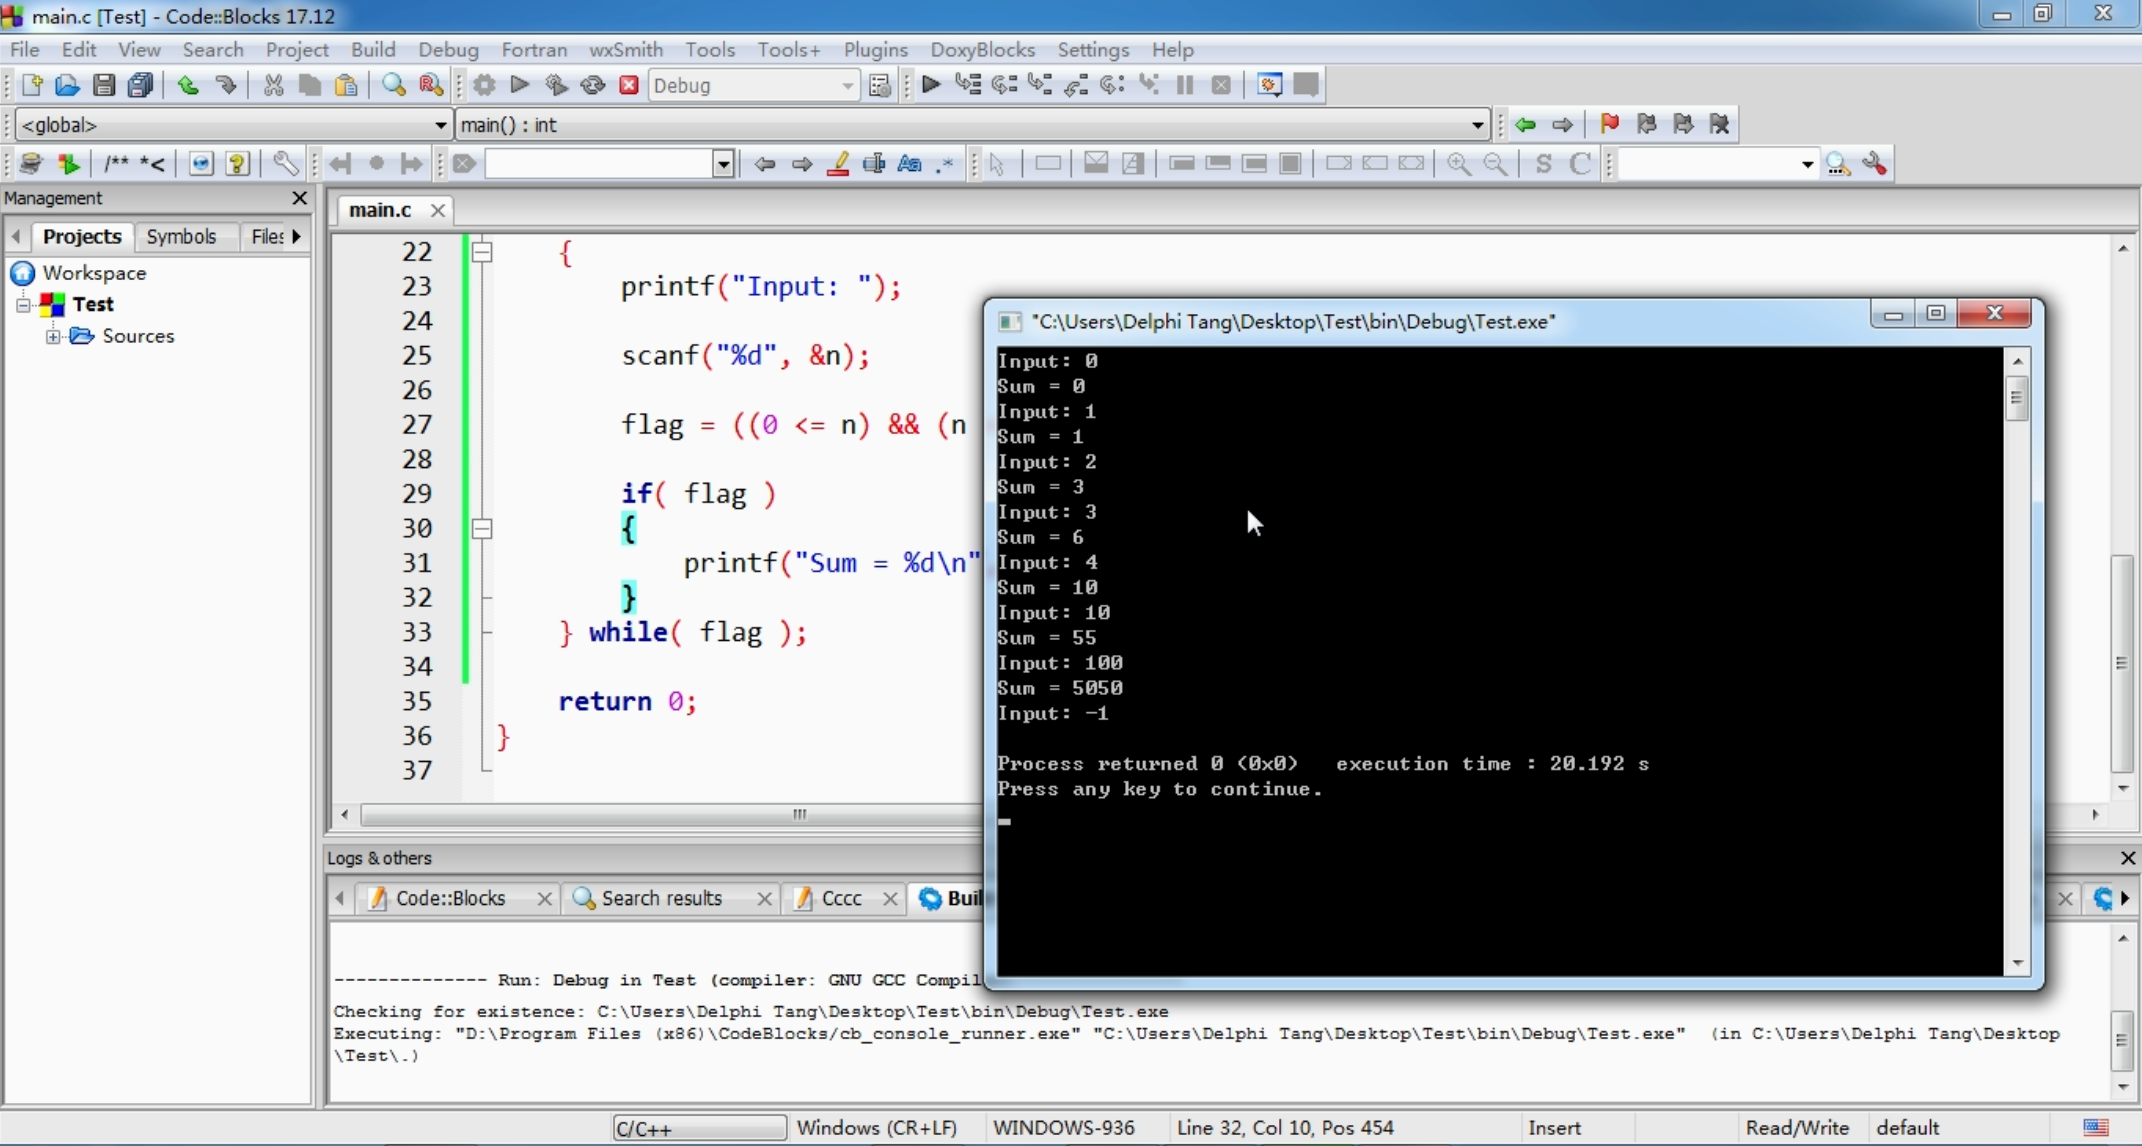 main.c [Test] - Code::Blocks 17.12
File Edit View Search Project Build Debug Fortran wxSmith Tools Tools+ Plugins DoxyBlocks Settings Help
Debug
<global> main() : int
/** *<
S C
Management
Projects Symbols Files
Workspace
Test
Sources
main.c
22 {
23 printf("Input: ");
24
25 scanf("%d", &n);
26
27 flag = ((0 <= n) && (n
28
29 if( flag )
30 {
31 printf("Sum = %d\n"
32 }
33 } while( flag );
34
35 return 0;
36 }
37
"C:\Users\Delphi Tang\Desktop\Test\bin\Debug\Test.exe"
Input: 0
Sum = 0
Input: 1
Sum = 1
Input: 2
Sum = 3
Input: 3
Sum = 6
Input: 4
Sum = 10
Input: 10
Sum = 55
Input: 100
Sum = 5050
Input: -1
Process returned 0 (0x0) execution time : 20.192 s
Press any key to continue.
Logs & others
Code::Blocks Search results Cccc Buil
-------------- Run: Debug in Test (compiler: GNU GCC Compil
Checking for existence: C:\Users\Delphi Tang\Desktop\Test\bin\Debug\Test.exe
Executing: "D:\Program Files (x86)\CodeBlocks/cb_console_runner.exe" "C:\Users\Delphi Tang\Desktop\Test\bin\Debug\Test.exe" (in C:\Users\Delphi Tang\Desktop
\Test\.)
C/C++ Windows (CR+LF) WINDOWS-936 Line 32, Col 10, Pos 454 Insert Read/Write default